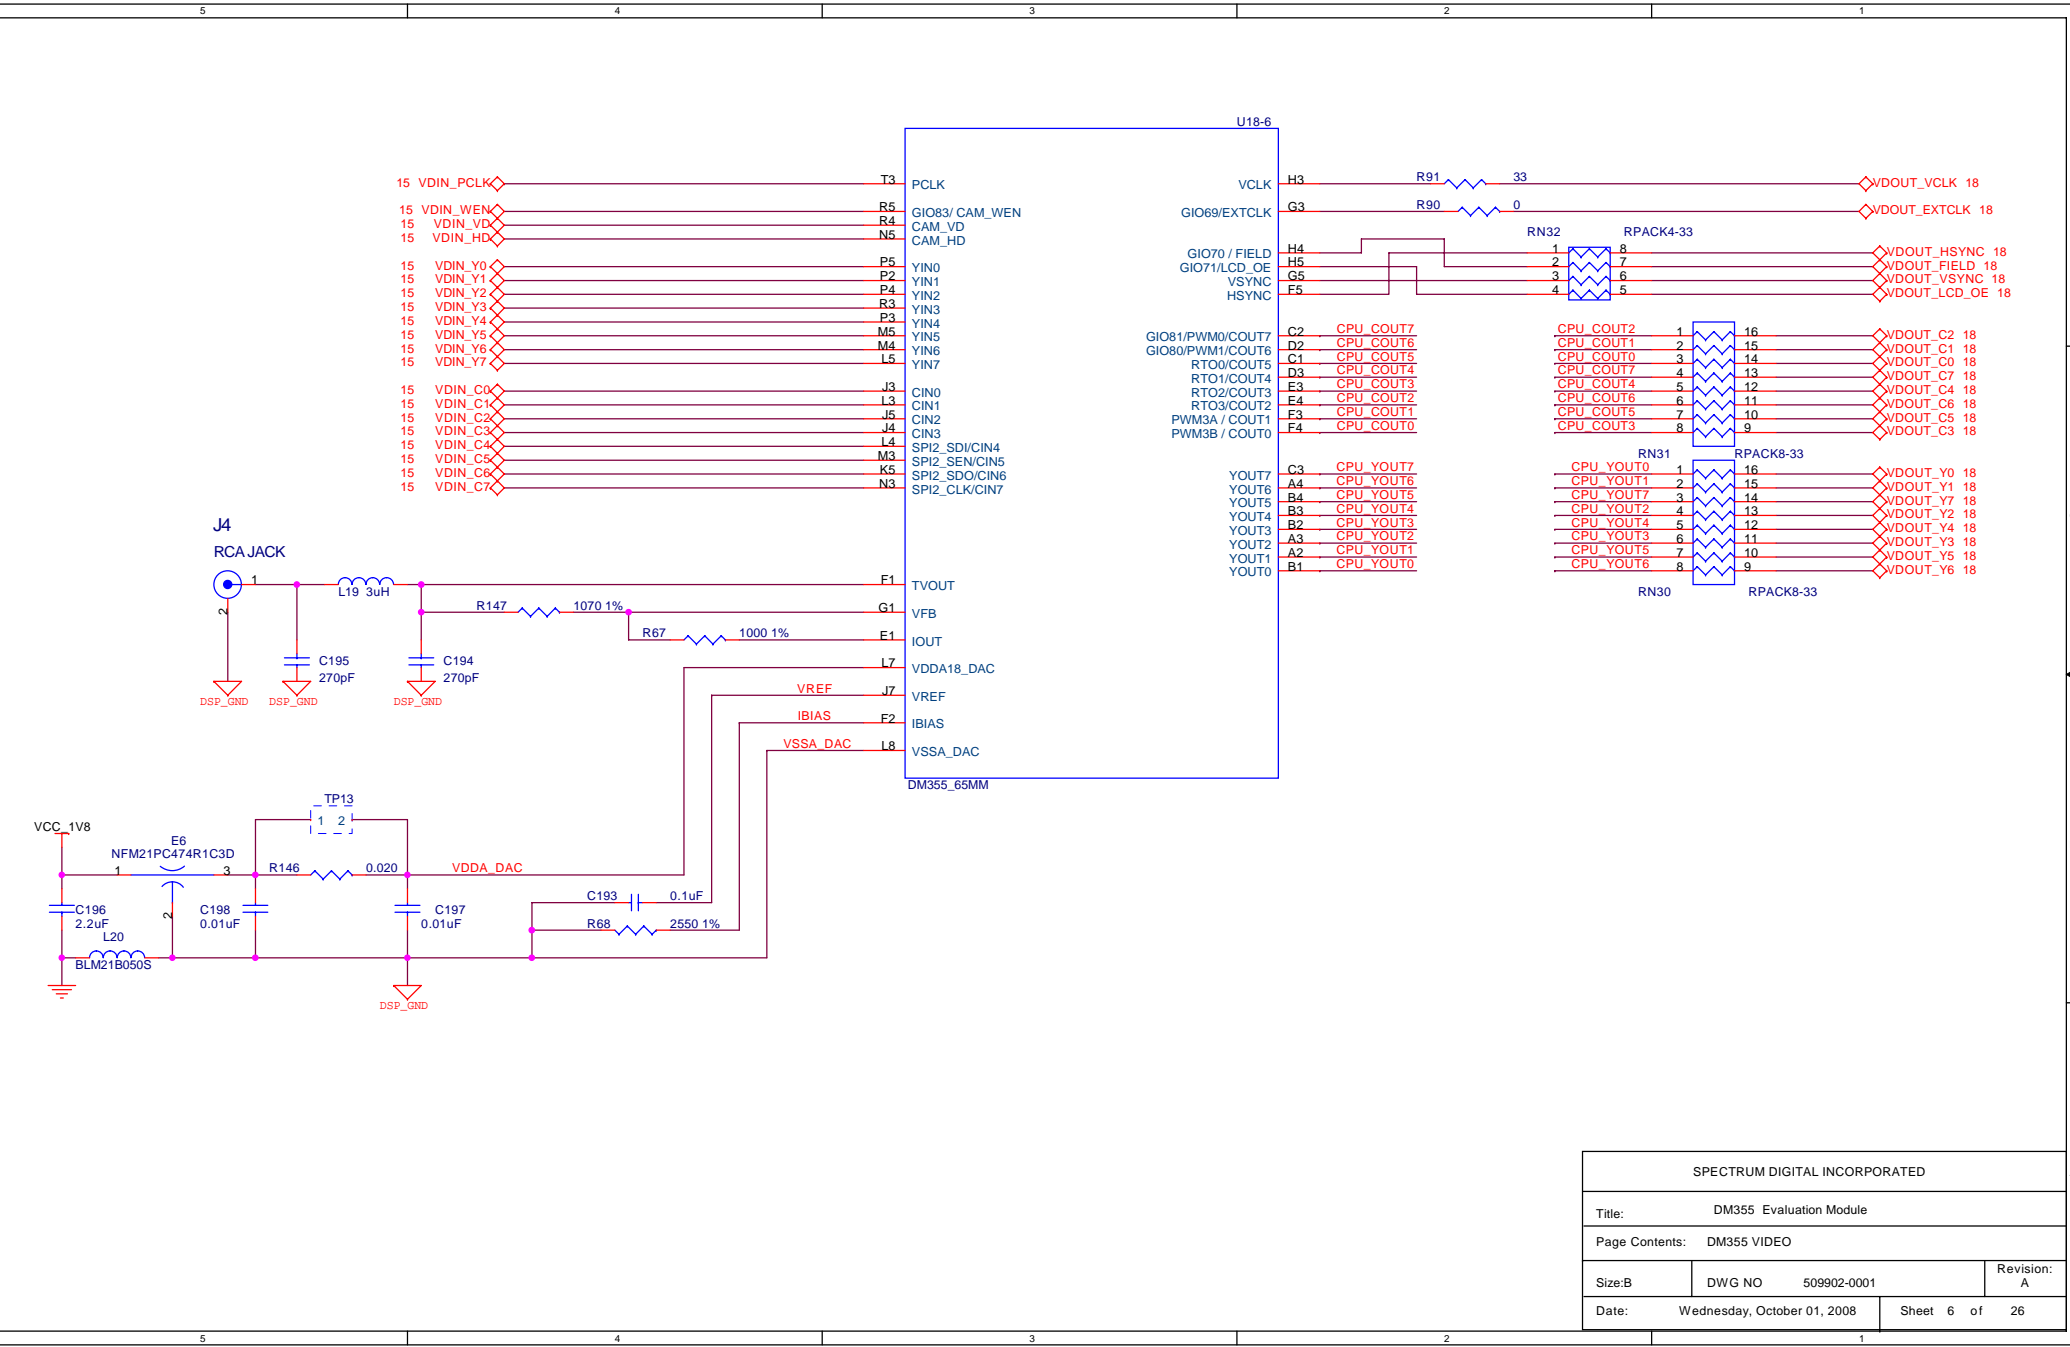 5 4 3 2 1
U18-6
15 VDIN_PCLK T3 PCLK
15 VDIN_WEN R5 GIO83/ CAM_WEN
15 VDIN_VD R4 CAM_VD
15 VDIN_HD N5 CAM_HD
15 VDIN_Y0 P5 YIN0
15 VDIN_Y1 P2 YIN1
15 VDIN_Y2 P4 YIN2
15 VDIN_Y3 R3 YIN3
15 VDIN_Y4 P3 YIN4
15 VDIN_Y5 M5 YIN5
15 VDIN_Y6 M4 YIN6
15 VDIN_Y7 L5 YIN7
15 VDIN_C0 J3 CIN0
15 VDIN_C1 L3 CIN1
15 VDIN_C2 J5 CIN2
15 VDIN_C3 J4 CIN3
15 VDIN_C4 L4 SPI2_SDI/CIN4
15 VDIN_C5 M3 SPI2_SEN/CIN5
15 VDIN_C6 K5 SPI2_SDO/CIN6
15 VDIN_C7 N3 SPI2_CLK/CIN7
VCLK H3 R91 33 VDOUT_VCLK 18
GIO69/EXTCLK G3 R90 0 VDOUT_EXTCLK 18
RN32 RPACK4-33
GIO70 / FIELD H4 1 8 VDOUT_HSYNC 18
GIO71/LCD_OE H5 2 7 VDOUT_FIELD 18
VSYNC G5 3 6 VDOUT_VSYNC 18
HSYNC F5 4 5 VDOUT_LCD_OE 18
GIO81/PWM0/COUT7 C2 CPU_COUT7 CPU_COUT2 1 16 VDOUT_C2 18
GIO80/PWM1/COUT6 D2 CPU_COUT6 CPU_COUT1 2 15 VDOUT_C1 18
RTO0/COUT5 C1 CPU_COUT5 CPU_COUT0 3 14 VDOUT_C0 18
RTO1/COUT4 D3 CPU_COUT4 CPU_COUT7 4 13 VDOUT_C7 18
RTO2/COUT3 E3 CPU_COUT3 CPU_COUT4 5 12 VDOUT_C4 18
RTO3/COUT2 E4 CPU_COUT2 CPU_COUT6 6 11 VDOUT_C6 18
PWM3A / COUT1 F3 CPU_COUT1 CPU_COUT5 7 10 VDOUT_C5 18
PWM3B / COUT0 F4 CPU_COUT0 CPU_COUT3 8 9 VDOUT_C3 18
RN31 RPACK8-33
YOUT7 C3 CPU_YOUT7 CPU_YOUT0 1 16 VDOUT_Y0 18
YOUT6 A4 CPU_YOUT6 CPU_YOUT1 2 15 VDOUT_Y1 18
YOUT5 B4 CPU_YOUT5 CPU_YOUT7 3 14 VDOUT_Y7 18
YOUT4 B3 CPU_YOUT4 CPU_YOUT2 4 13 VDOUT_Y2 18
YOUT3 B2 CPU_YOUT3 CPU_YOUT4 5 12 VDOUT_Y4 18
YOUT2 A3 CPU_YOUT2 CPU_YOUT3 6 11 VDOUT_Y3 18
YOUT1 A2 CPU_YOUT1 CPU_YOUT5 7 10 VDOUT_Y5 18
YOUT0 B1 CPU_YOUT0 CPU_YOUT6 8 9 VDOUT_Y6 18
RN30 RPACK8-33
J4
RCA JACK
1 L19 3uH F1 TVOUT
2 R147 1070 1% G1 VFB
R67 1000 1% E1 IOUT
C195 C194 L7 VDDA18_DAC
270pF 270pF
DSP_GND DSP_GND DSP_GND
VREF J7 VREF
IBIAS F2 IBIAS
VSSA_DAC L8 VSSA_DAC
DM355_65MM
TP13
1 2
VCC_1V8
E6
NFM21PC474R1C3D
1 3 R146 0.020 VDDA_DAC
2
C193 0.1uF
C196 C198 C197
2.2uF 0.01uF 0.01uF R68 2550 1%
L20
BLM21B050S
DSP_GND
SPECTRUM DIGITAL INCORPORATED
Title: DM355 Evaluation Module
Page Contents: DM355 VIDEO
Size:B DWG NO 509902-0001 Revision: A
Date: Wednesday, October 01, 2008 Sheet 6 of 26
5 4 3 2 1